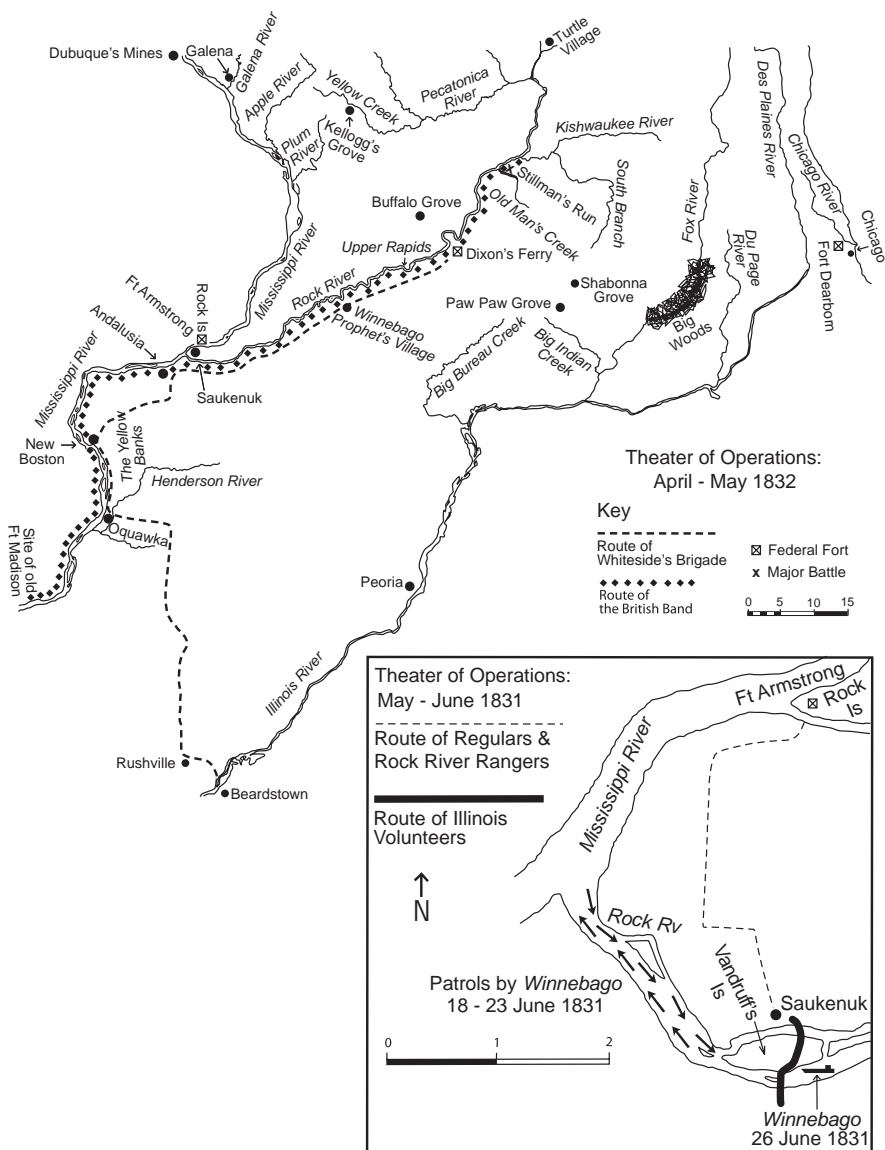 Dubuque's Mines
Galena
Galena River
Apple River
Plum
River
Yellow Creek
Kellogg's
Grove
Pecatonica
River
Turtle
Village
Kishwaukee River
South
Branch
Stillman's Run
Old Man's Creek
Buffalo Grove
Upper Rapids
Dixon's Ferry
Rock River
Winnebago
Prophet's Village
Shabonna
Grove
Paw Paw Grove
Big Indian
Creek
Big Bureau Creek
Fox River
Big
Woods
Du Page
River
Des Plaines River
Chicago River
Chicago
Fort Dearborn
Mississippi River
Rock Is
Ft Armstrong
Andalusia
Saukenuk
Mississippi River
New
Boston
The Yellow
Banks
Henderson River
Oquawka
Site of old
Ft Madison
Peoria
Illinois River
Rushville
Beardstown
Theater of Operations:
April - May 1832
Key
Route of
Whiteside's Brigade
Route of
the British Band
Federal Fort
x Major Battle
0 5 10 15
Theater of Operations:
May - June 1831
Route of Regulars &
Rock River Rangers
Route of Illinois
Volunteers
N
Ft Armstrong
Rock
Is
Mississippi River
Rock Rv
Patrols by Winnebago
18 - 23 June 1831
0 1 2
Vandruff's
Is
Saukenuk
Winnebago
26 June 1831